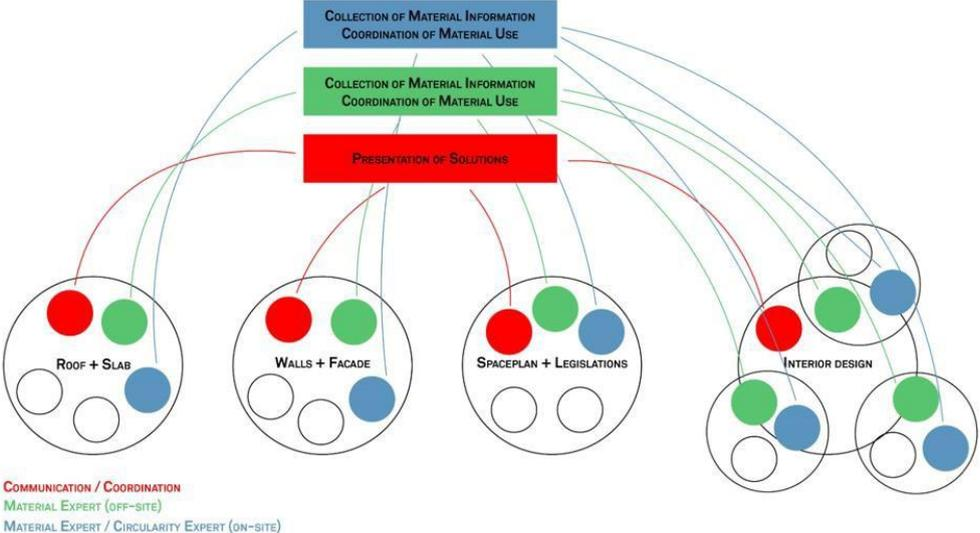 Collection of Material Information
Coordination of Material Use
Collection of Material Information
Coordination of Material Use
Presentation of Solutions
Roof + Slab
Walls + Facade
Spaceplan + Legislations
Interior design
Communication / Coordination
Material Expert (off-site)
Material Expert / Circularity Expert (on-site)